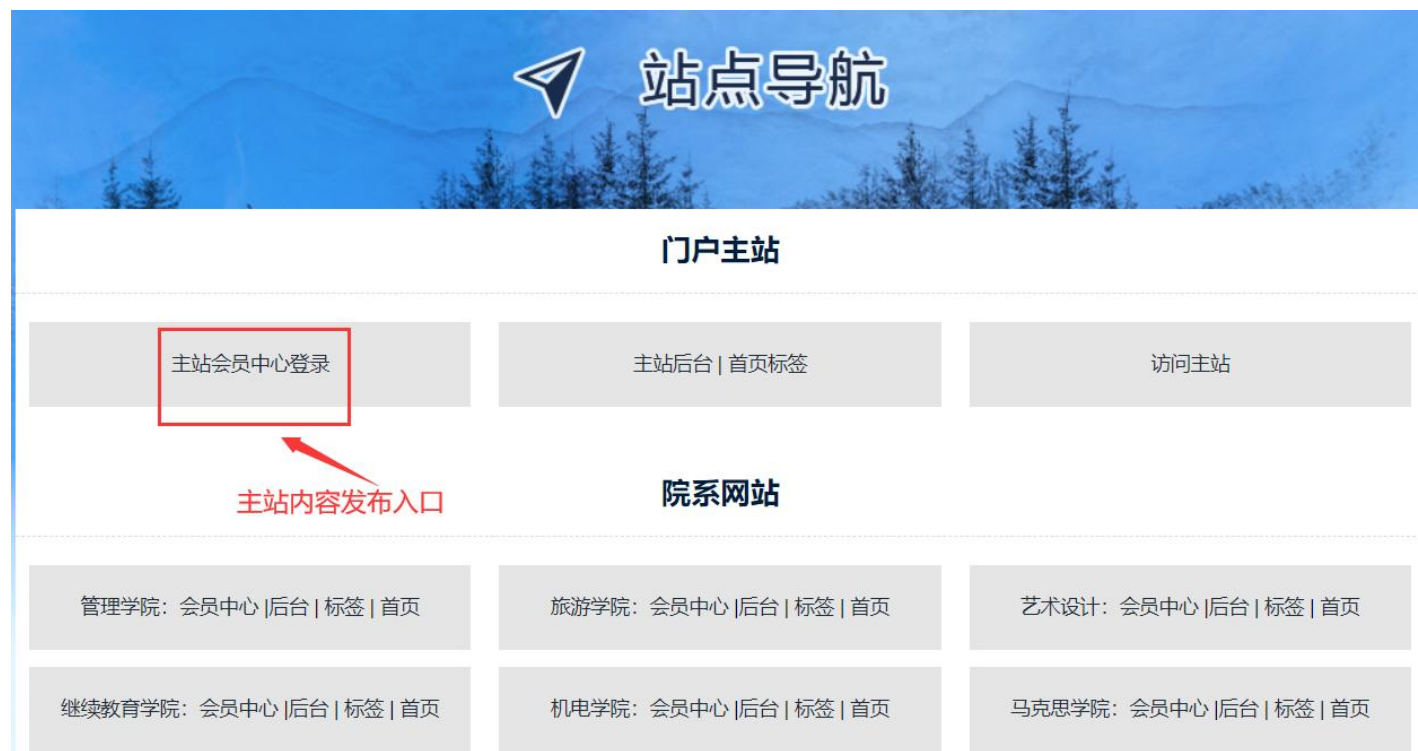 站点导航
门户主站
主站会员中心登录
主站后台 | 首页标签
访问主站
主站内容发布入口
院系网站
管理学院：会员中心 |后台 | 标签 | 首页
旅游学院：会员中心 |后台 | 标签 | 首页
艺术设计：会员中心 |后台 | 标签 | 首页
继续教育学院：会员中心 |后台 | 标签 | 首页
机电学院：会员中心 |后台 | 标签 | 首页
马克思学院：会员中心 |后台 | 标签 | 首页